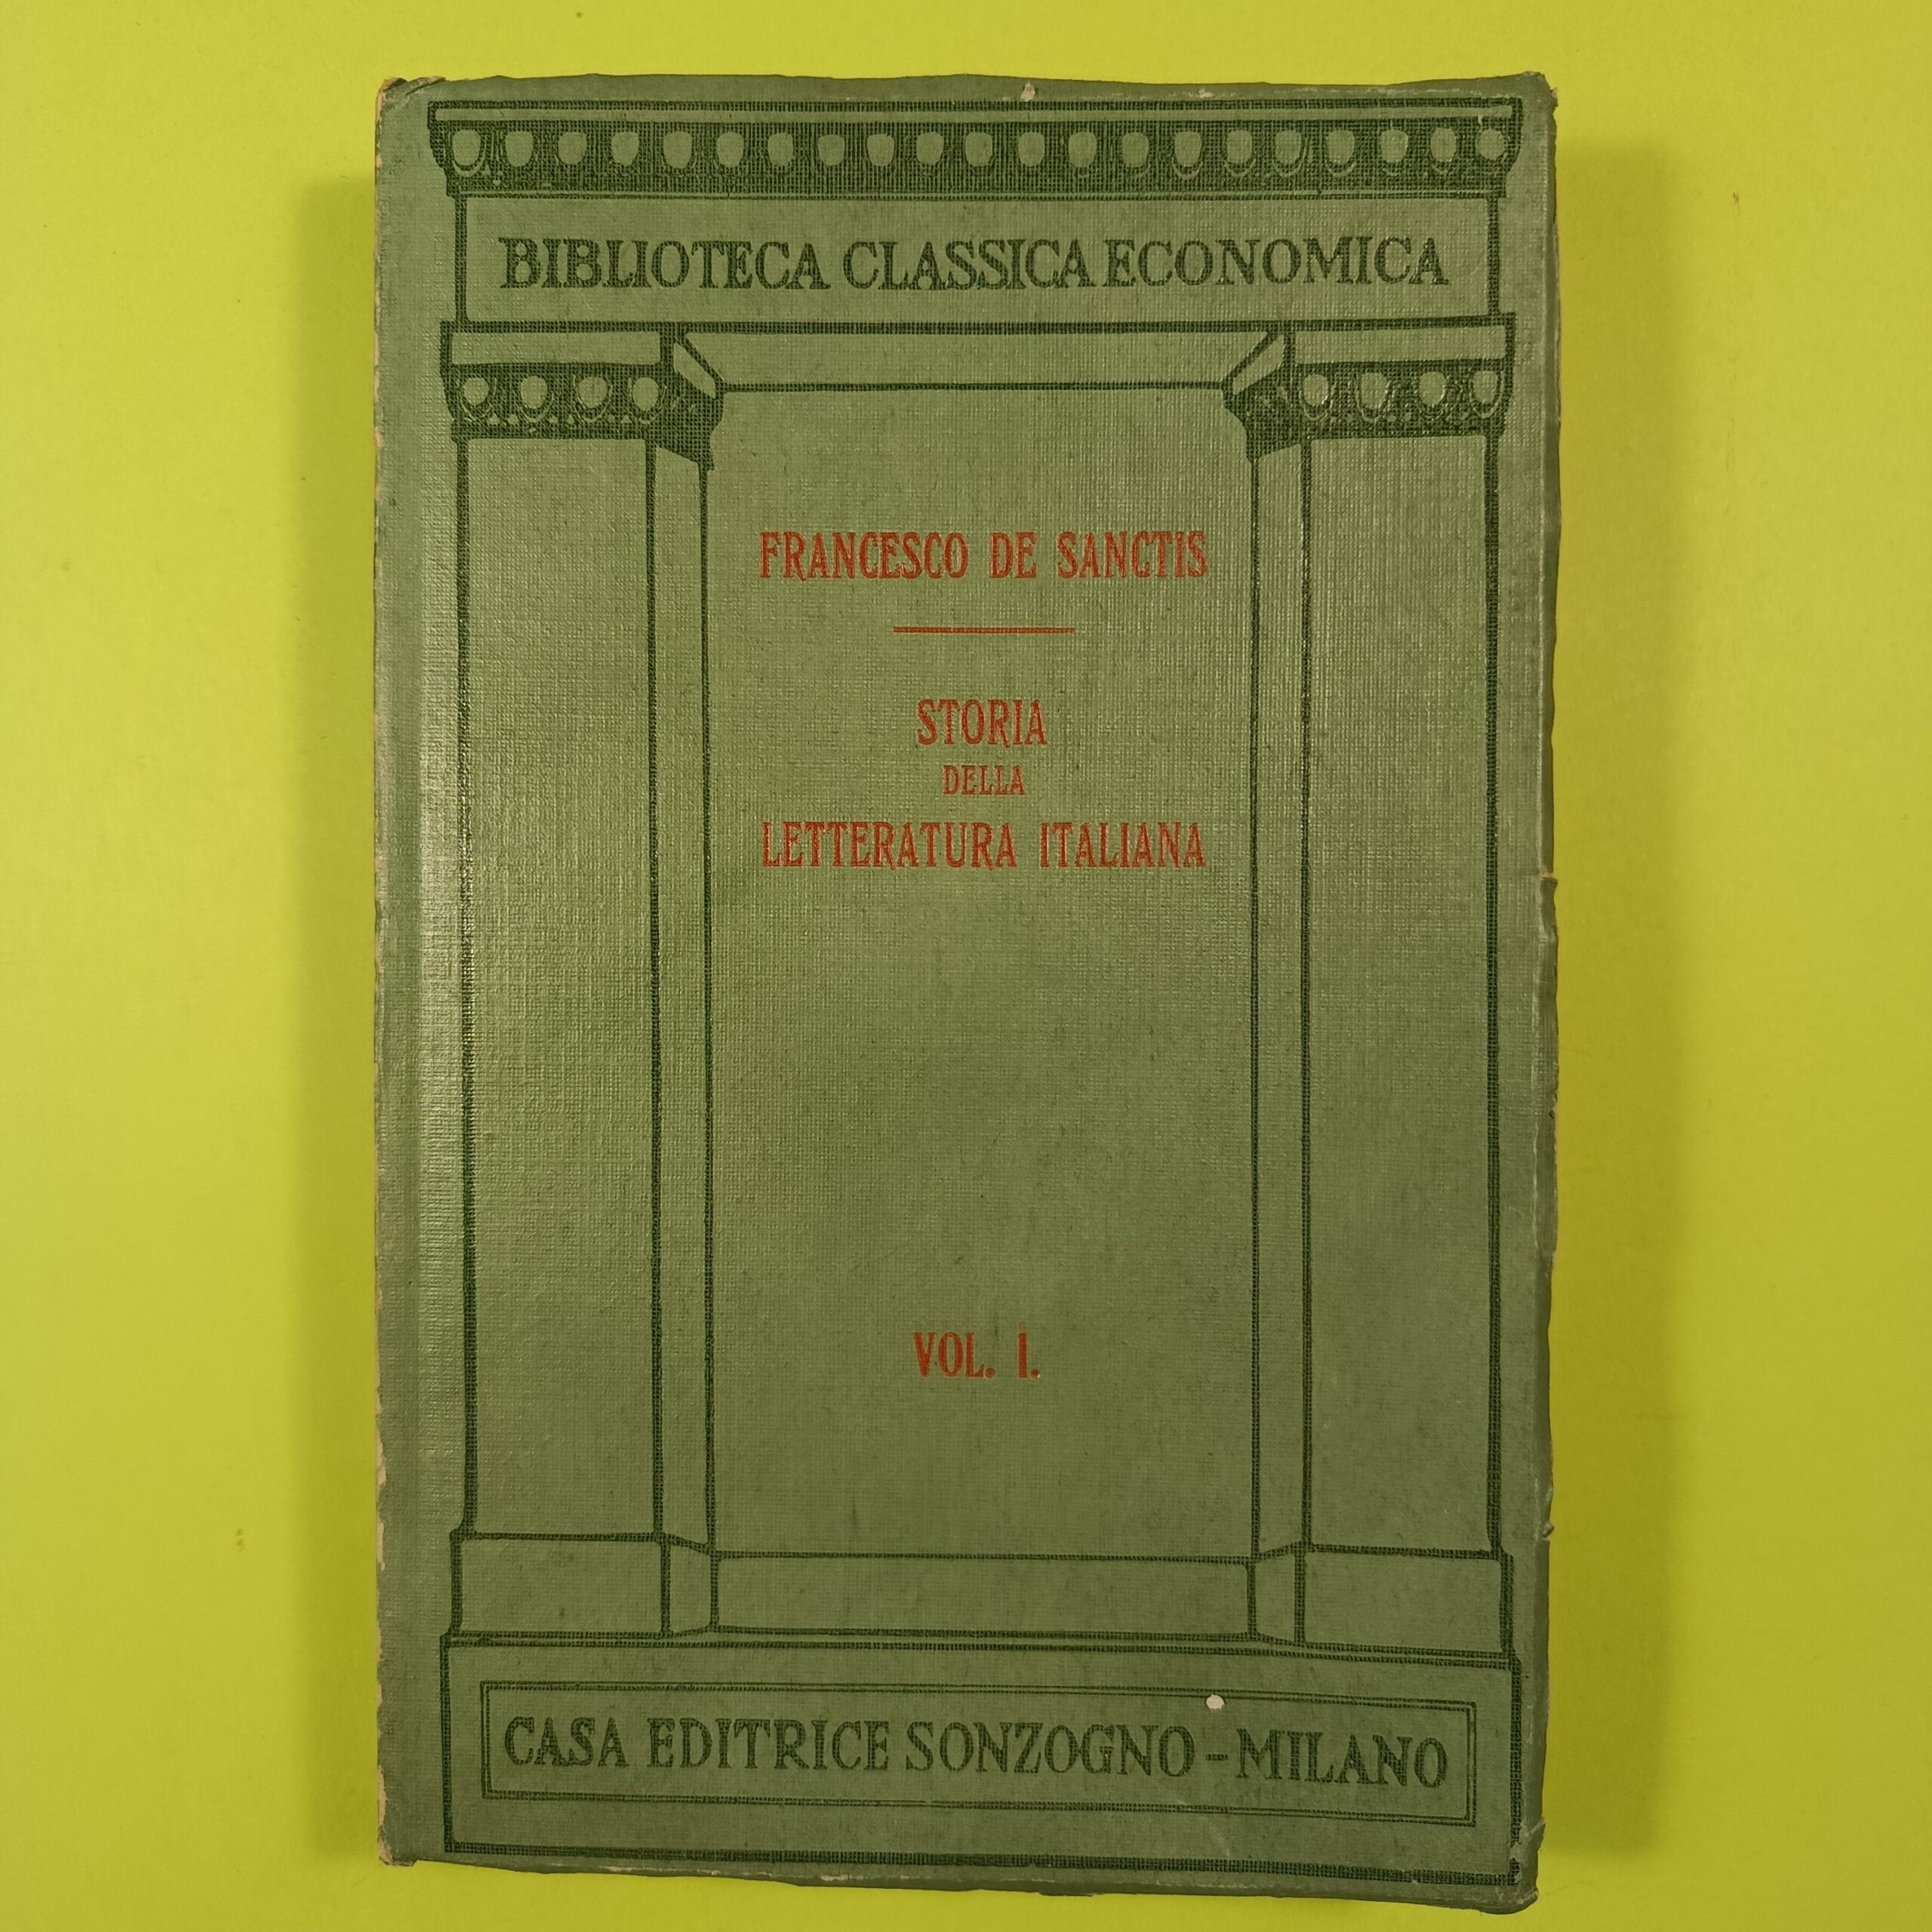 BIBLIOTECA CLASSICA ECONOMICA
FRANCESCO DE SANCTIS
STORIA
DELLA
LETTERATURA ITALIANA
VOL. I.
CASA EDITRICE SONZOGNO - MILANO